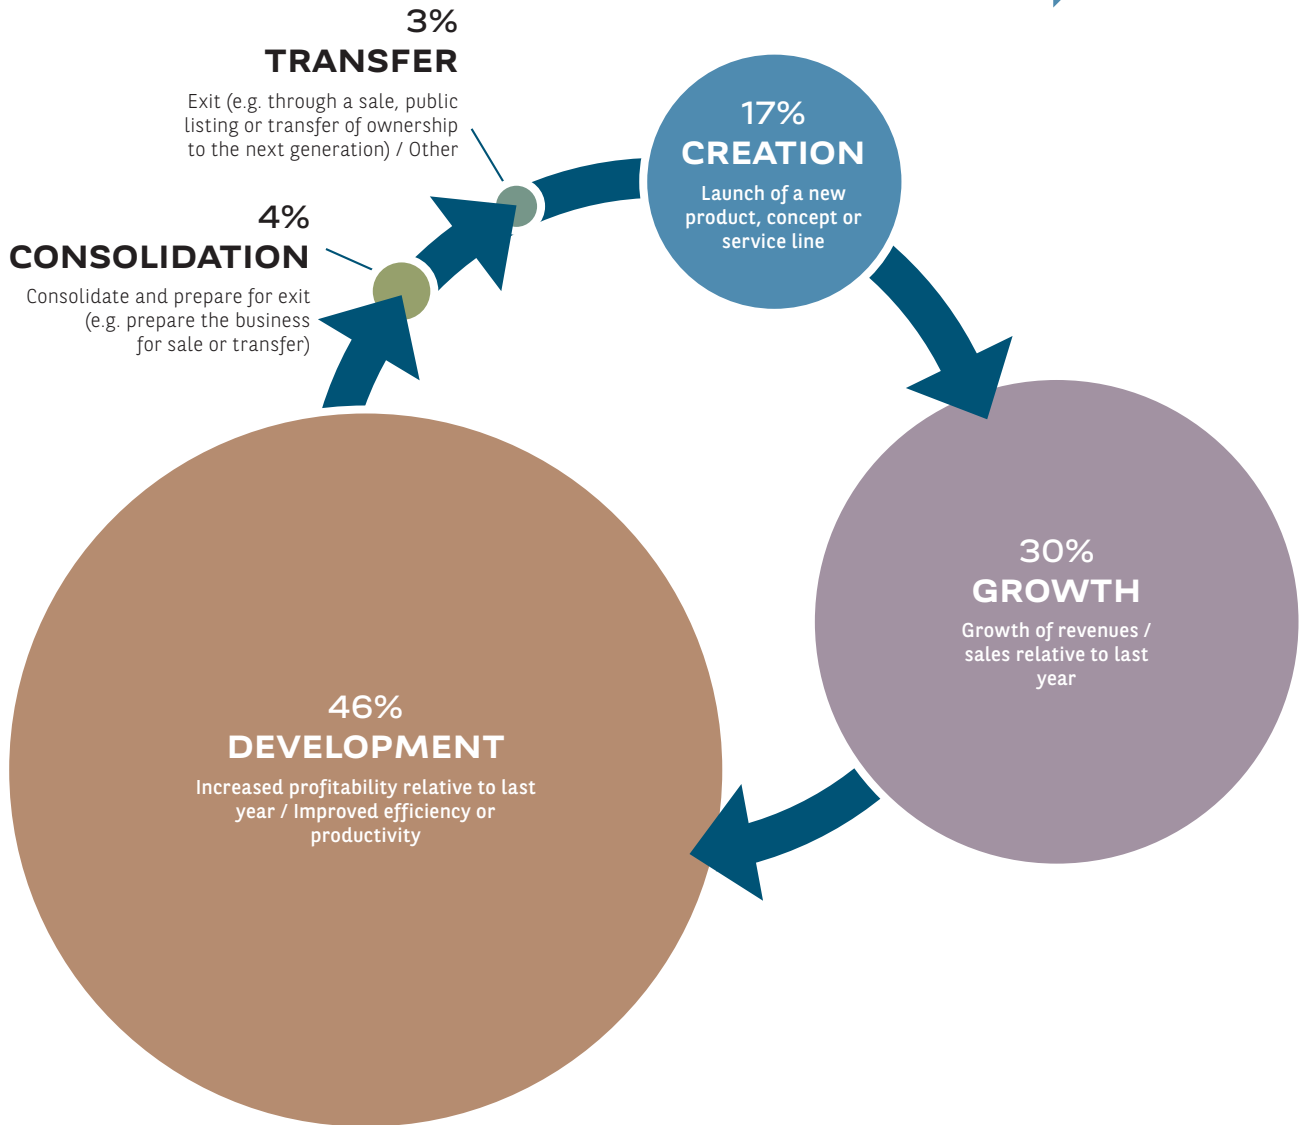 3%
TRANSFER
Exit (e.g. through a sale, public
listing or transfer of ownership
to the next generation) / Other
17%
CREATION
Launch of a new
product, concept or
service line
4%
CONSOLIDATION
Consolidate and prepare for exit
(e.g. prepare the business
for sale or transfer)
30%
GROWTH
Growth of revenues /
sales relative to last
year
46%
DEVELOPMENT
Increased profitability relative to last
year / Improved efficiency or
productivity